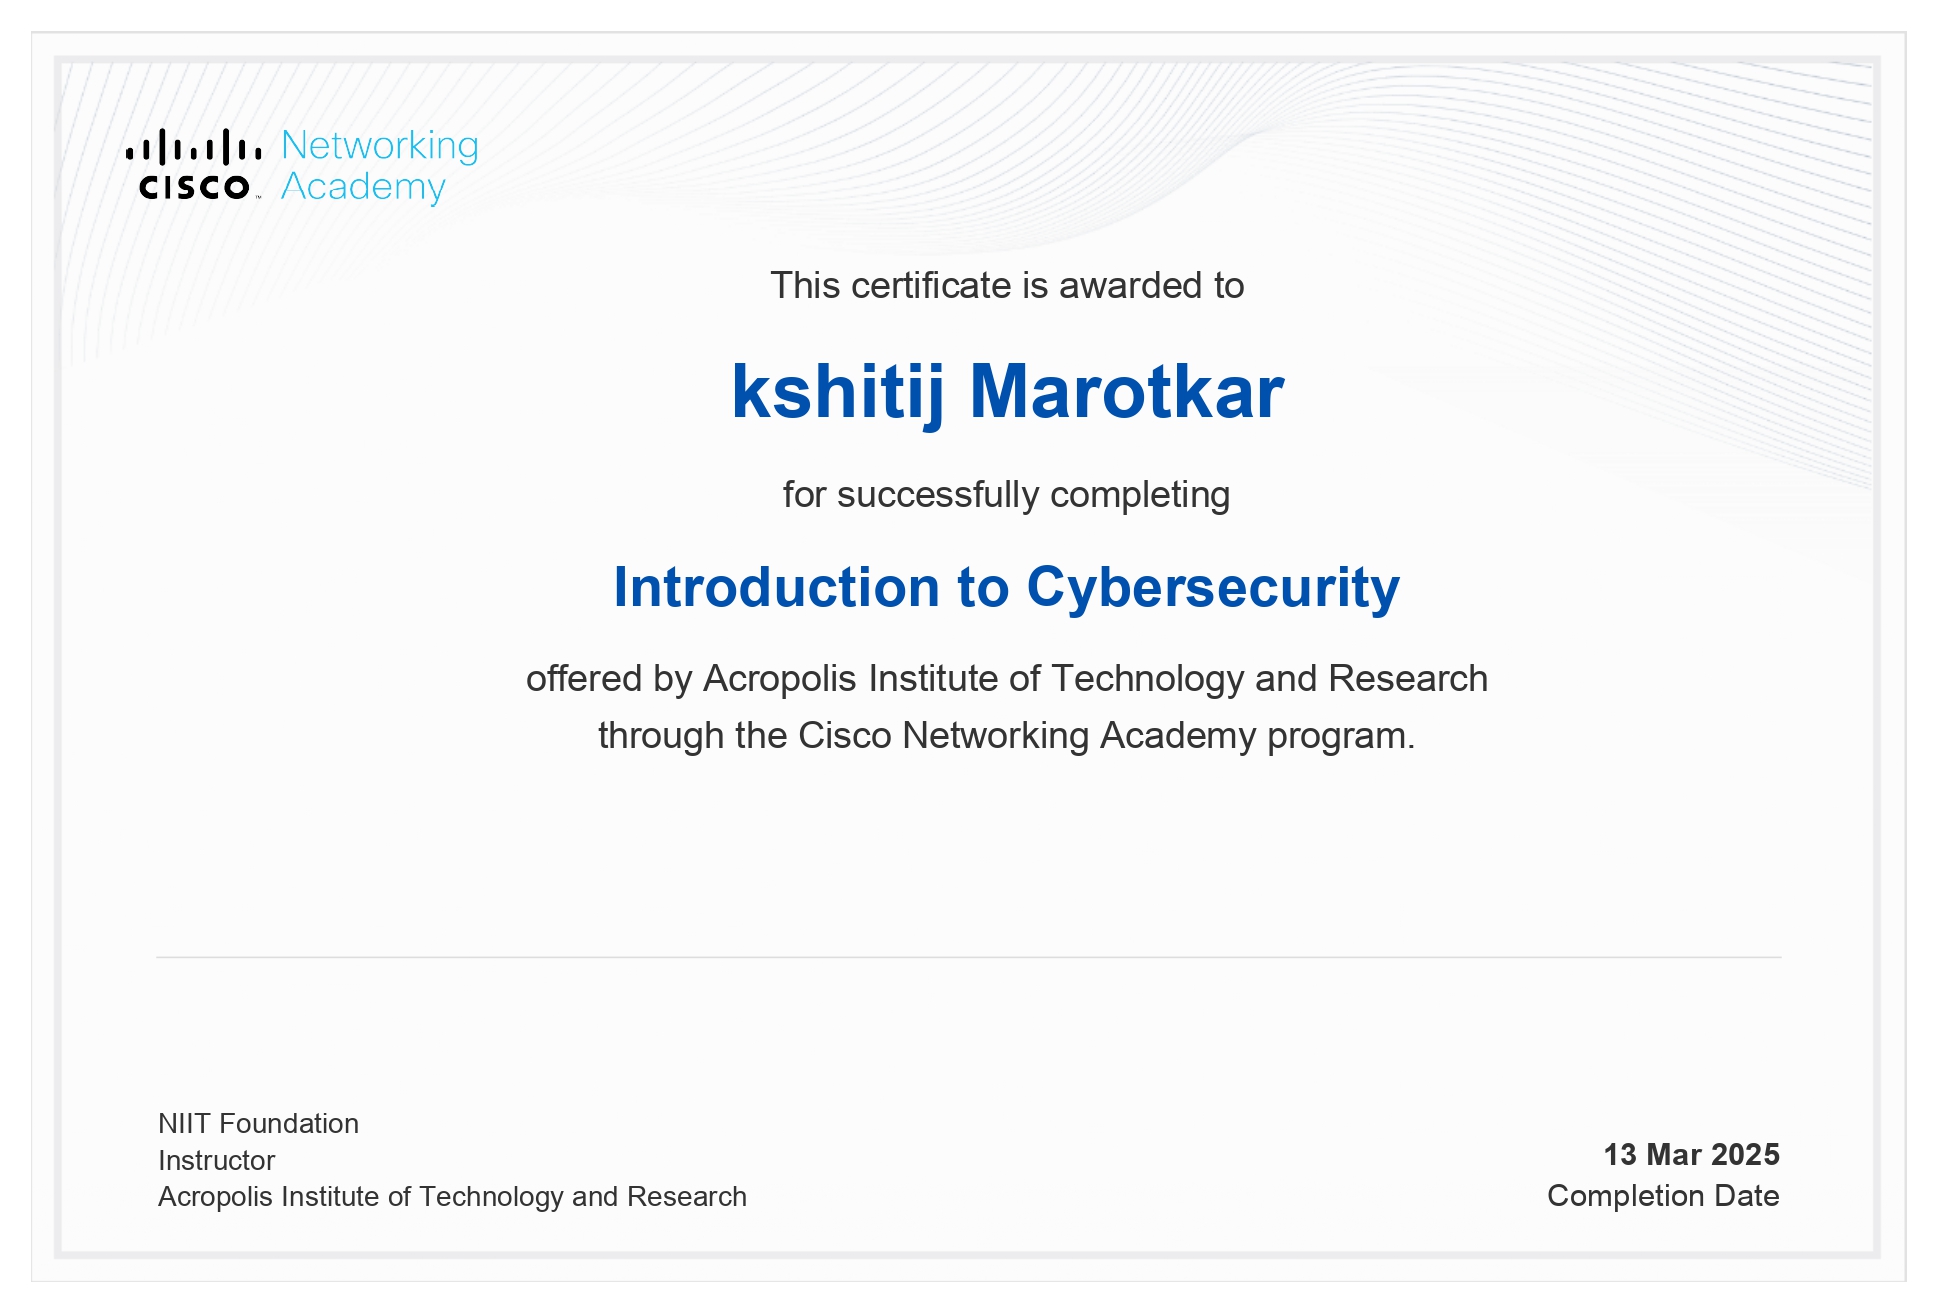 Networking
Academy
CISCO
This certificate is awarded to
kshitij Marotkar
for successfully completing
Introduction to Cybersecurity
offered by Acropolis Institute of Technology and Research
through the Cisco Networking Academy program.
NIIT Foundation
Instructor
Acropolis Institute of Technology and Research
13 Mar 2025
Completion Date